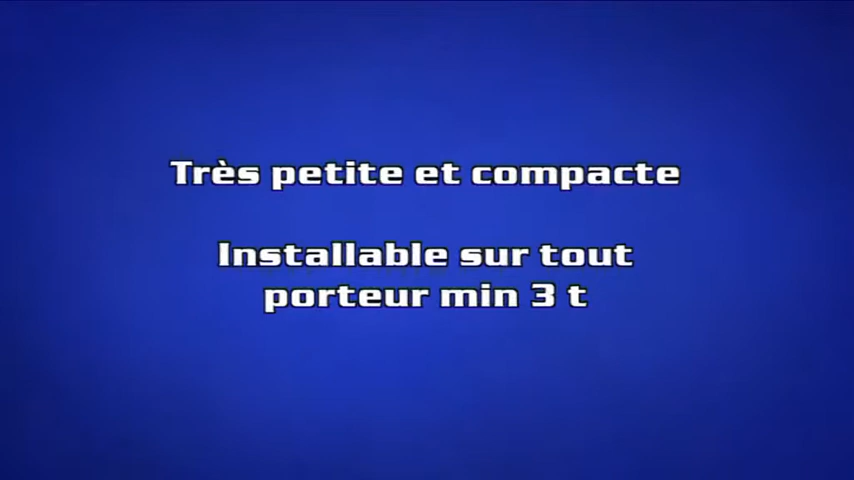 Très petite et compacte
Installable sur tout
porteur min 3 t